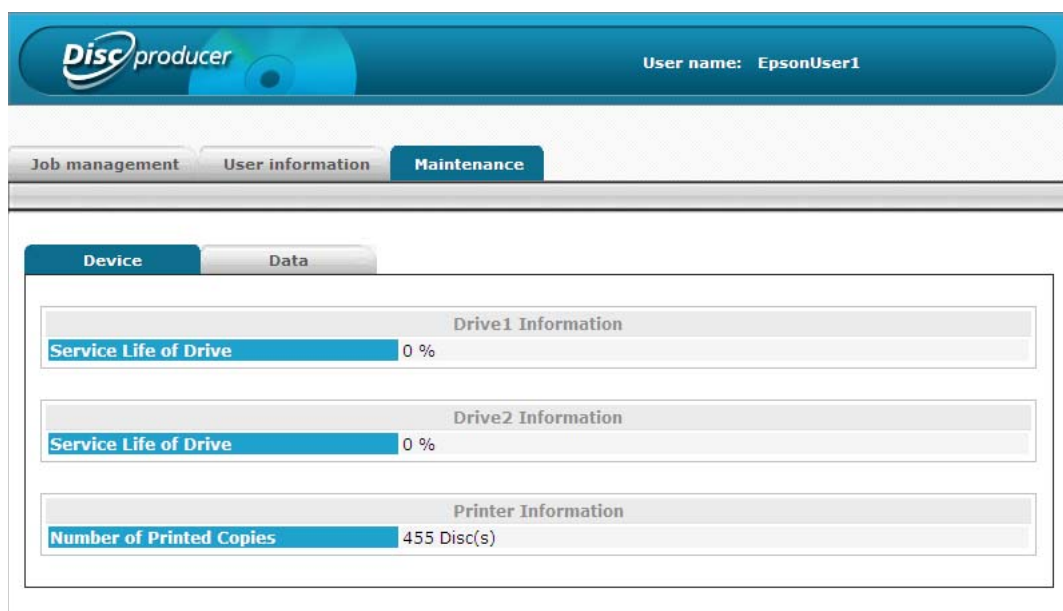 Disc producer
User name: EpsonUser1
Job management User information Maintenance
Device Data
Drive1 Information
Service Life of Drive 0 %
Drive2 Information
Service Life of Drive 0 %
Printer Information
Number of Printed Copies 455 Disc(s)